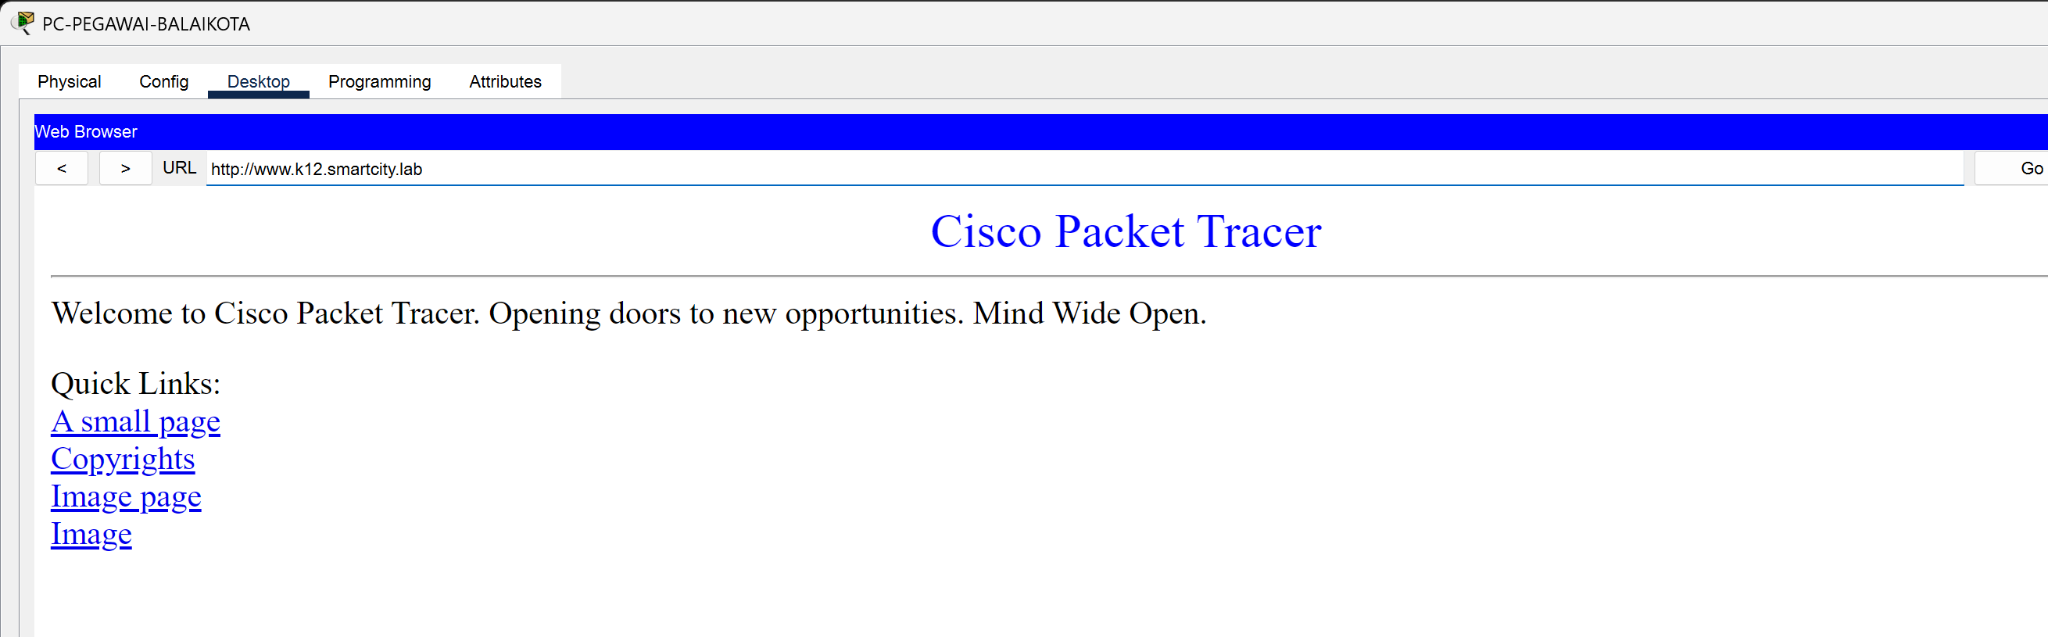 PC-PEGAWAI-BALAIKOTA
Physical Config Desktop Programming Attributes
Web Browser
< > URL http://www.k12.smartcity.lab Go
Cisco Packet Tracer
Welcome to Cisco Packet Tracer. Opening doors to new opportunities. Mind Wide Open.
Quick Links:
A small page
Copyrights
Image page
Image